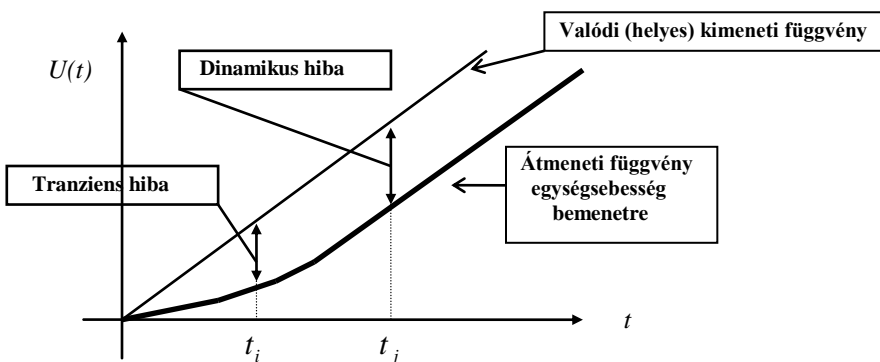 Valódi (helyes) kimeneti függvény
U(t)
Dinamikus hiba
Tranziens hiba
Átmeneti függvény
egységsebesség
bemenetre
t
t_i
t_j